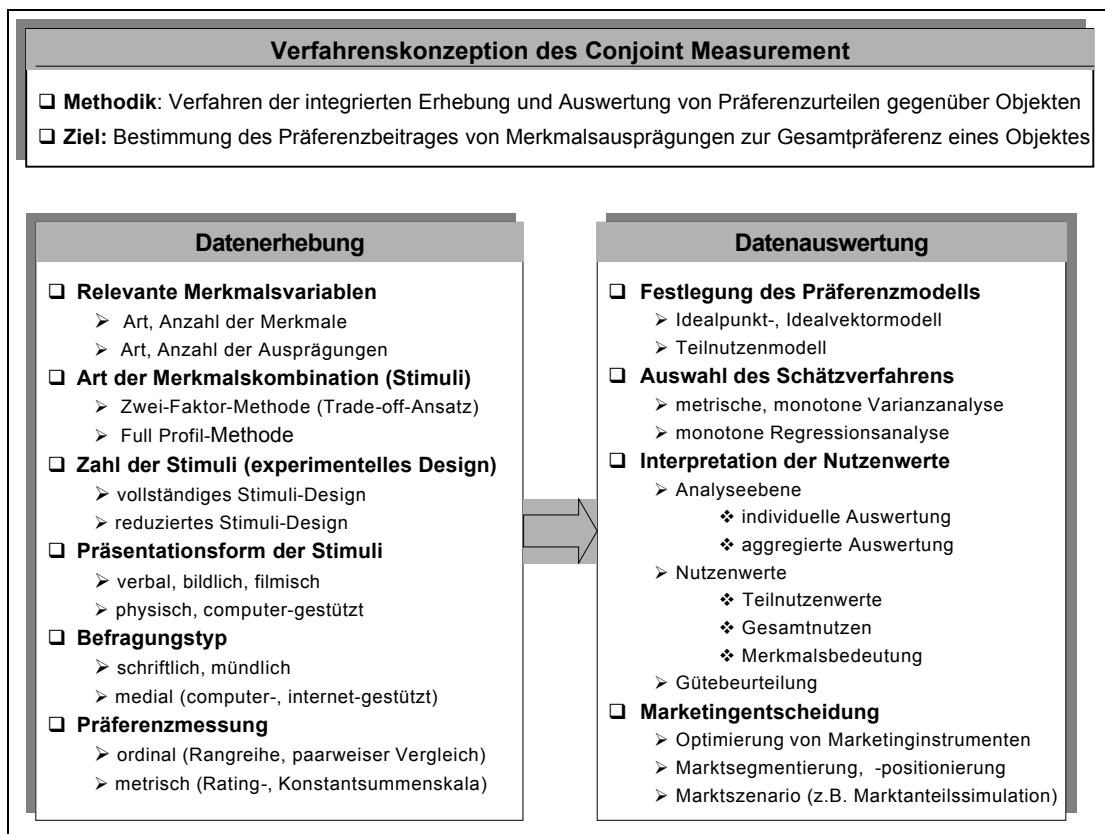 Verfahrenskonzeption des Conjoint Measurement
❑ Methodik: Verfahren der integrierten Erhebung und Auswertung von Präferenzurteilen gegenüber Objekten
❑ Ziel: Bestimmung des Präferenzbeitrages von Merkmalsausprägungen zur Gesamtpräferenz eines Objektes
Datenerhebung
❑ Relevante Merkmalsvariablen
➢ Art, Anzahl der Merkmale
➢ Art, Anzahl der Ausprägungen
❑ Art der Merkmalskombination (Stimuli)
➢ Zwei-Faktor-Methode (Trade-off-Ansatz)
➢ Full Profil-Methode
❑ Zahl der Stimuli (experimentelles Design)
➢ vollständiges Stimuli-Design
➢ reduziertes Stimuli-Design
❑ Präsentationsform der Stimuli
➢ verbal, bildlich, filmisch
➢ physisch, computer-gestützt
❑ Befragungstyp
➢ schriftlich, mündlich
➢ medial (computer-, internet-gestützt)
❑ Präferenzmessung
➢ ordinal (Rangreihe, paarweiser Vergleich)
➢ metrisch (Rating-, Konstantsummenskala)
Datenauswertung
❑ Festlegung des Präferenzmodells
➢ Idealpunkt-, Idealvektormodell
➢ Teilnutzenmodell
❑ Auswahl des Schätzverfahrens
➢ metrische, monotone Varianzanalyse
➢ monotone Regressionsanalyse
❑ Interpretation der Nutzenwerte
➢ Analyseebene
❖ individuelle Auswertung
❖ aggregierte Auswertung
➢ Nutzenwerte
❖ Teilnutzenwerte
❖ Gesamtnutzen
❖ Merkmalsbedeutung
➢ Gütebeurteilung
❑ Marketingentscheidung
➢ Optimierung von Marketinginstrumenten
➢ Marktsegmentierung, -positionierung
➢ Marktszenario (z.B. Marktanteilssimulation)